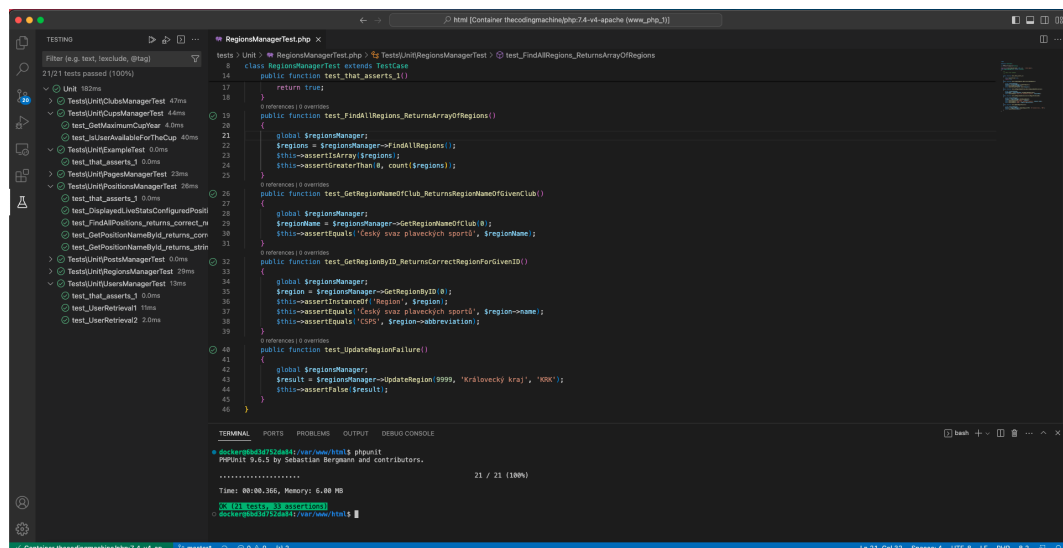 html [Container thecodingmachine/php:7.4-v4-apache (www_php_1)]
TESTING
Filter (e.g. text, !exclude, @tag)
21/21 tests passed (100%)
Unit 182ms
Tests\Unit\ClubsManagerTest 47ms
Tests\Unit\CupsManagerTest 44ms
test_GetMaximumCupYear 4.0ms
test_IsUserAvailableForTheCup 40ms
Tests\Unit\ExampleTest 0.0ms
test_that_asserts_1 0.0ms
Tests\Unit\PagesManagerTest 23ms
Tests\Unit\PositionsManagerTest 26ms
test_that_asserts_1 0.0ms
test_DisplayedLiveStatsConfiguredPositi
test_FindAllPositions_returns_correct_n
test_GetPositionNameById_returns_corr
test_GetPositionNameById_returns_strin
Tests\Unit\PostsManagerTest 0.0ms
Tests\Unit\RegionsManagerTest 29ms
Tests\Unit\UsersManagerTest 13ms
test_that_asserts_1 0.0ms
test_UserRetrieval1 11ms
test_UserRetrieval2 2.0ms
20
RegionsManagerTest.php
tests > Unit > RegionsManagerTest.php > Tests\Unit\RegionsManagerTest > test_FindAllRegions_ReturnsArrayOfRegions
8 class RegionsManagerTest extends TestCase
14 public function test_that_asserts_1()
17 return true;
18 }
0 references | 0 overrides
19 public function test_FindAllRegions_ReturnsArrayOfRegions()
20 {
21 global $regionsManager;
22 $regions = $regionsManager->FindAllRegions();
23 $this->assertIsArray($regions);
24 $this->assertGreaterThan(0, count($regions));
25 }
0 references | 0 overrides
26 public function test_GetRegionNameOfClub_ReturnsRegionNameOfGivenClub()
27 {
28 global $regionsManager;
29 $regionName = $regionsManager->GetRegionNameOfClub(0);
30 $this->assertEquals('Český svaz plaveckých sportů', $regionName);
31 }
0 references | 0 overrides
32 public function test_GetRegionByID_ReturnsCorrectRegionForGivenID()
33 {
34 global $regionsManager;
35 $region = $regionsManager->GetRegionByID(0);
36 $this->assertInstanceOf('Region', $region);
37 $this->assertEquals('Český svaz plaveckých sportů', $region->name);
38 $this->assertEquals('CSPS', $region->abbreviation);
39 }
0 references | 0 overrides
40 public function test_UpdateRegionFailure()
41 {
42 global $regionsManager;
43 $result = $regionsManager->UpdateRegion(9999, 'Královecký kraj', 'KRK');
44 $this->assertFalse($result);
45 }
46 }
TERMINAL PORTS PROBLEMS OUTPUT DEBUG CONSOLE
bash
docker@6bd3d752da84:/var/www/html$ phpunit
PHPUnit 9.6.5 by Sebastian Bergmann and contributors.
..................... 21 / 21 (100%)
Time: 00:00.366, Memory: 6.00 MB
OK (21 tests, 33 assertions)
docker@6bd3d752da84:/var/www/html$